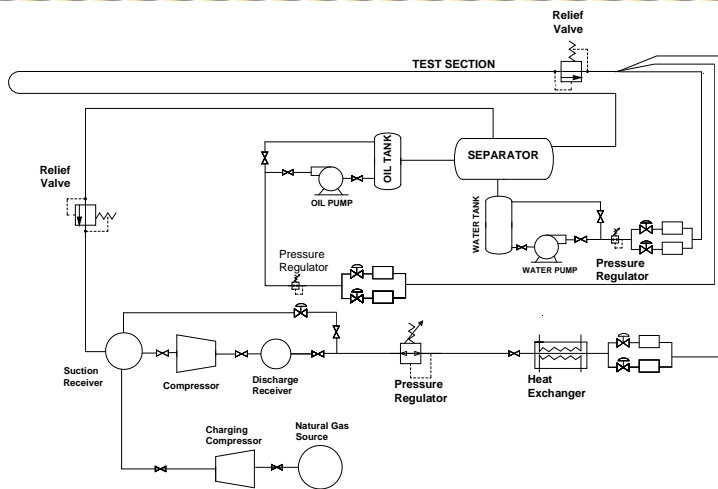 Relief
Valve
TEST SECTION
Relief
Valve
OIL TANK
SEPARATOR
OIL PUMP
WATER TANK
WATER PUMP
Pressure
Regulator
Pressure
Regulator
Suction
Receiver
Compressor
Discharge
Receiver
Pressure
Regulator
Heat
Exchanger
Charging
Compressor
Natural Gas
Source